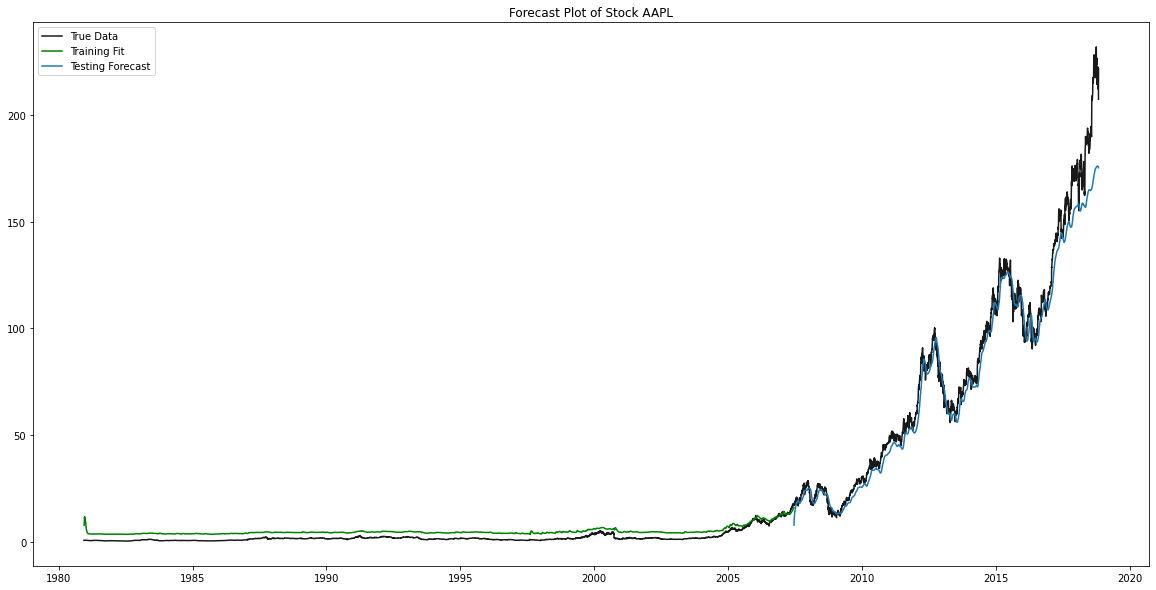 Forecast Plot of Stock AAPL
True Data
Training Fit
Testing Forecast
200
150
100
50
0
1980 1985 1990 1995 2000 2005 2010 2015 2020